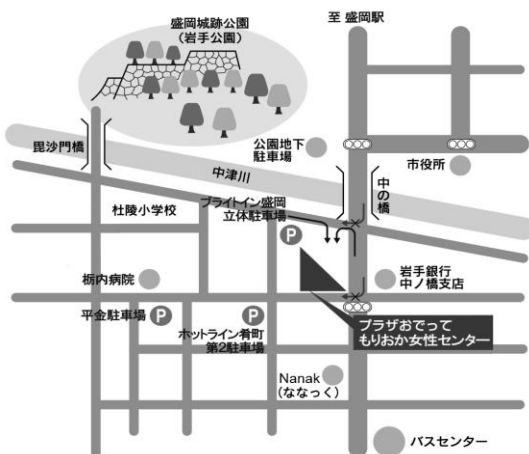 盛岡城跡公園
（岩手公園）
至 盛岡駅
毘沙門橋
公園地下
駐車場
市役所
中津川
中の橋
杜陵小学校
ブライトイン盛岡
立体駐車場
P
栃内病院
岩手銀行
中ノ橋支店
平金駐車場
P
P
ホットライン肴町
第2駐車場
プラザおでって
もりおか女性センター
Nanak
（ななっく）
バスセンター